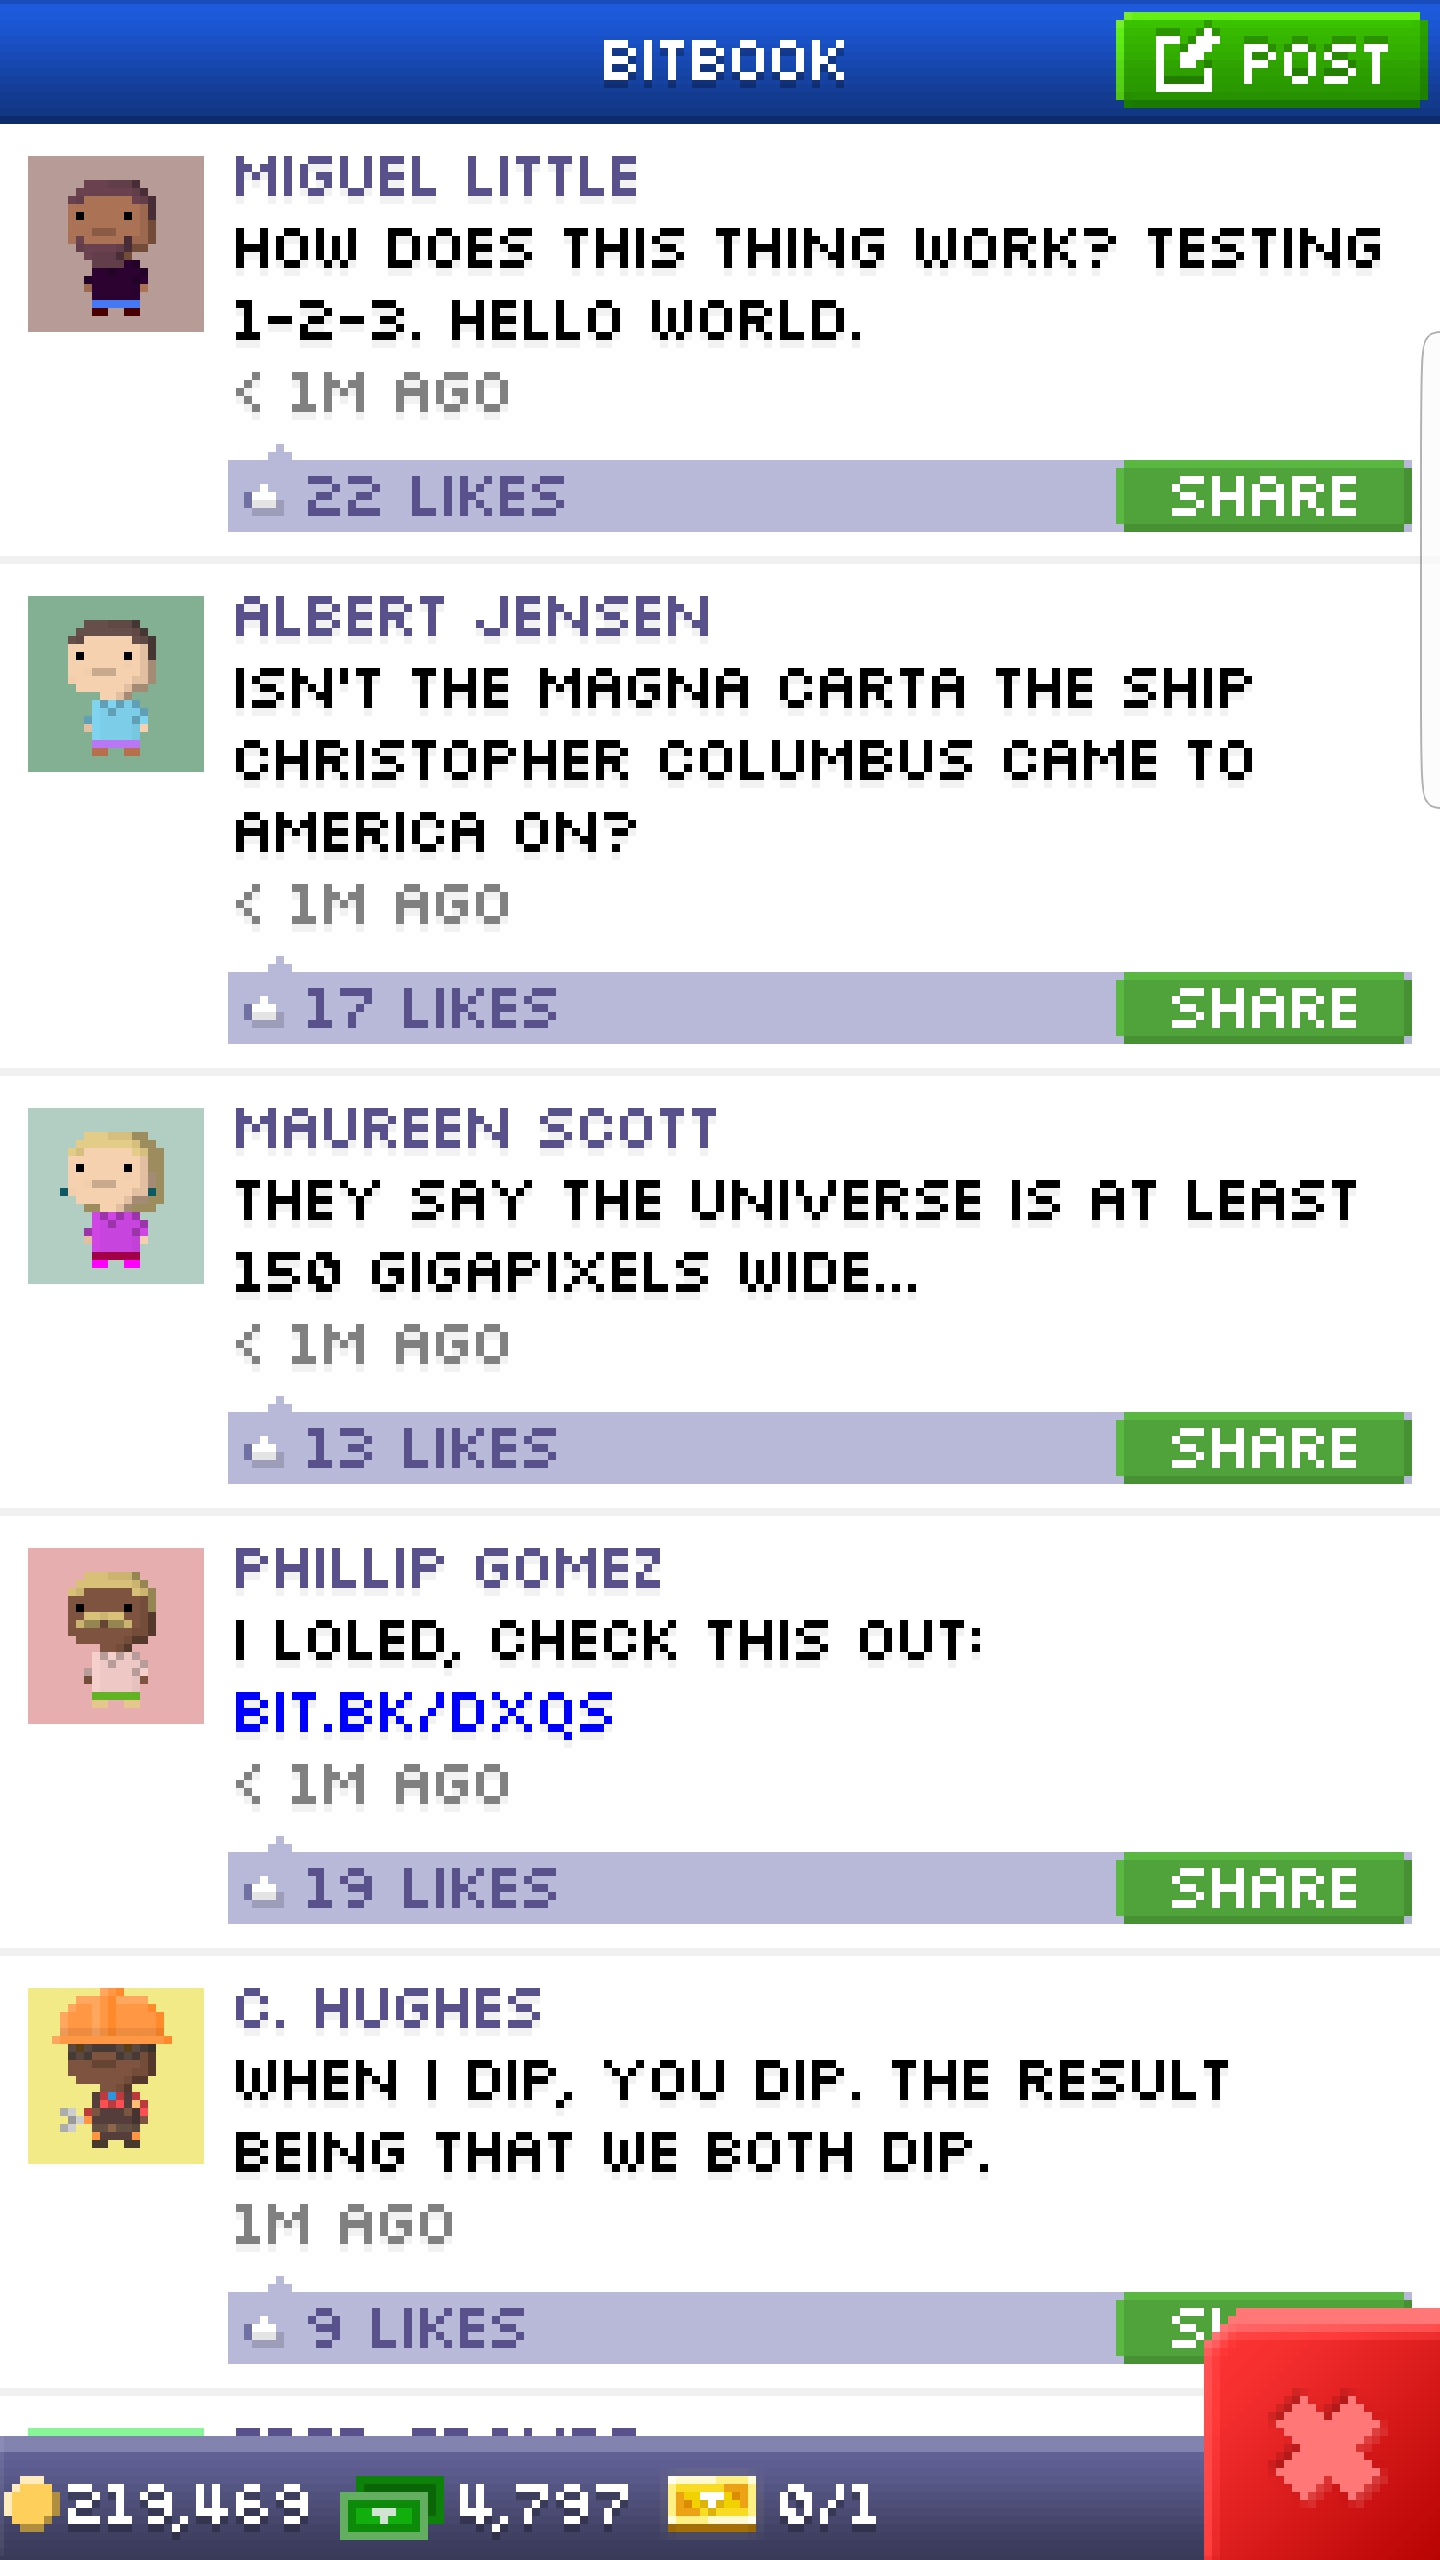 BITBOOK
POST
MIGUEL LITTLE
HOW DOES THIS THING WORK? TESTING
1-2-3. HELLO WORLD.
< 1M AGO
22 LIKES
SHARE
ALBERT JENSEN
ISN'T THE MAGNA CARTA THE SHIP
CHRISTOPHER COLUMBUS CAME TO
AMERICA ON?
< 1M AGO
17 LIKES
SHARE
MAUREEN SCOTT
THEY SAY THE UNIVERSE IS AT LEAST
150 GIGAPIXELS WIDE...
< 1M AGO
13 LIKES
SHARE
PHILLIP GOMEZ
I LOLED, CHECK THIS OUT:
BIT.BK/DXQS
< 1M AGO
19 LIKES
SHARE
C. HUGHES
WHEN I DIP, YOU DIP. THE RESULT
BEING THAT WE BOTH DIP.
1M AGO
9 LIKES
219,469 4,797 0/1